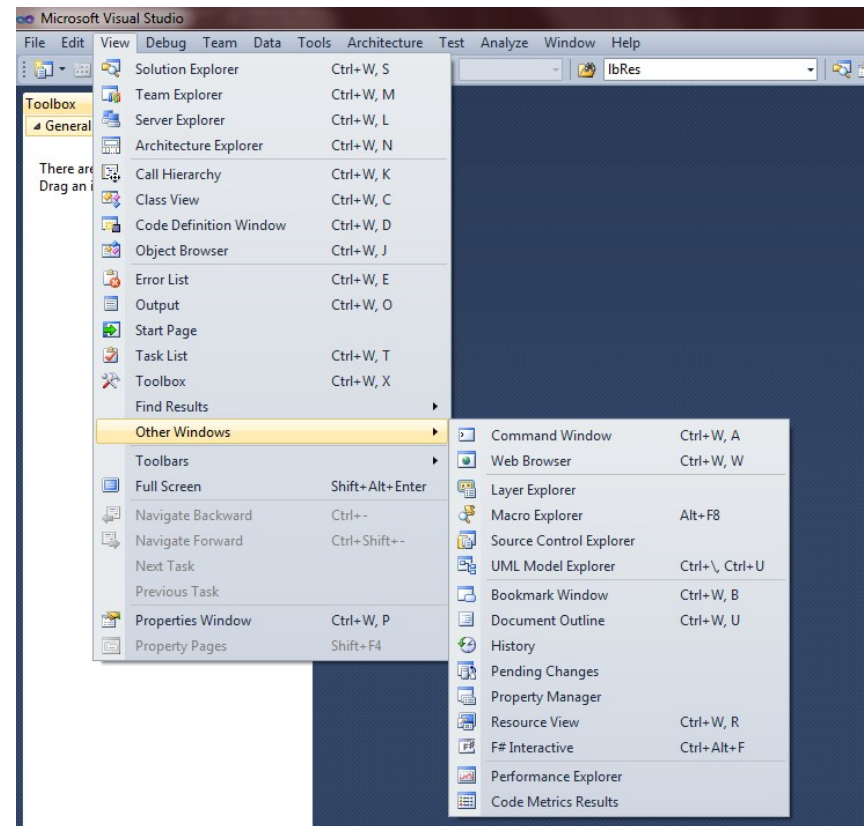 Microsoft Visual Studio
File Edit View Debug Team Data Tools Architecture Test Analyze Window Help
lbRes
Toolbox
General
There are
Drag an i
Solution Explorer Ctrl+W, S
Team Explorer Ctrl+W, M
Server Explorer Ctrl+W, L
Architecture Explorer Ctrl+W, N
Call Hierarchy Ctrl+W, K
Class View Ctrl+W, C
Code Definition Window Ctrl+W, D
Object Browser Ctrl+W, J
Error List Ctrl+W, E
Output Ctrl+W, O
Start Page
Task List Ctrl+W, T
Toolbox Ctrl+W, X
Find Results
Other Windows
Toolbars
Full Screen Shift+Alt+Enter
Navigate Backward Ctrl+-
Navigate Forward Ctrl+Shift+-
Next Task
Previous Task
Properties Window Ctrl+W, P
Property Pages Shift+F4
Command Window Ctrl+W, A
Web Browser Ctrl+W, W
Layer Explorer
Macro Explorer Alt+F8
Source Control Explorer
UML Model Explorer Ctrl+\, Ctrl+U
Bookmark Window Ctrl+W, B
Document Outline Ctrl+W, U
History
Pending Changes
Property Manager
Resource View Ctrl+W, R
F# Interactive Ctrl+Alt+F
Performance Explorer
Code Metrics Results